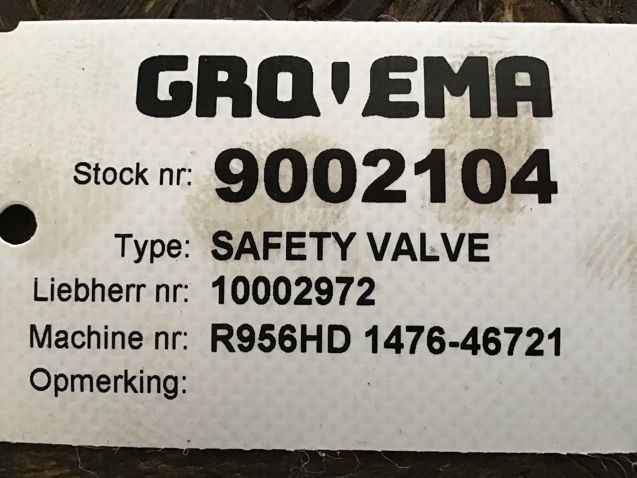 GROVEMA
Stock nr: 9002104
Type: SAFETY VALVE
Liebherr nr: 10002972
Machine nr: R956HD 1476-46721
Opmerking: